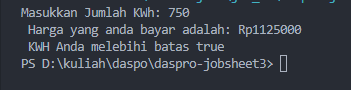 Masukkan Jumlah KWh: 750
Harga yang anda bayar adalah: Rp1125000
KWH Anda melebihi batas true
PS D:\kuliah\daspo\daspro-jobsheet3>